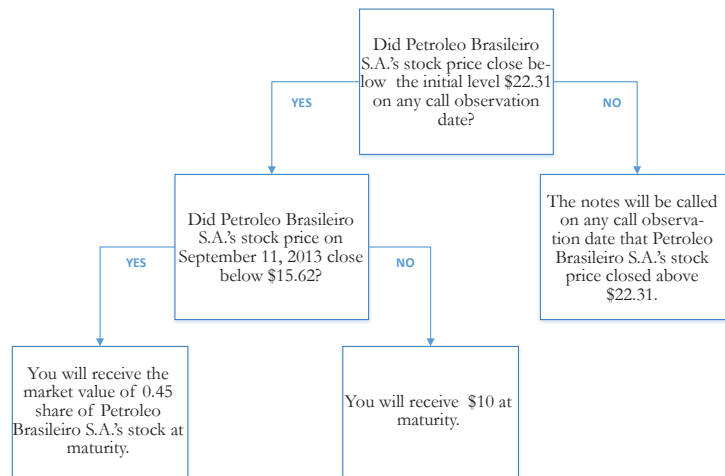 Did Petroleo Brasileiro
S.A.'s stock price close be-
low the initial level $22.31
on any call observation
date?
YES
NO
Did Petroleo Brasileiro
S.A.'s stock price on
September 11, 2013 close
below $15.62?
The notes will be called
on any call observa-
tion date that Petroleo
Brasileiro S.A.'s stock
price closed above
$22.31.
YES
NO
You will receive the
market value of 0.45
share of Petroleo
Brasileiro S.A.'s stock at
maturity.
You will receive $10 at
maturity.